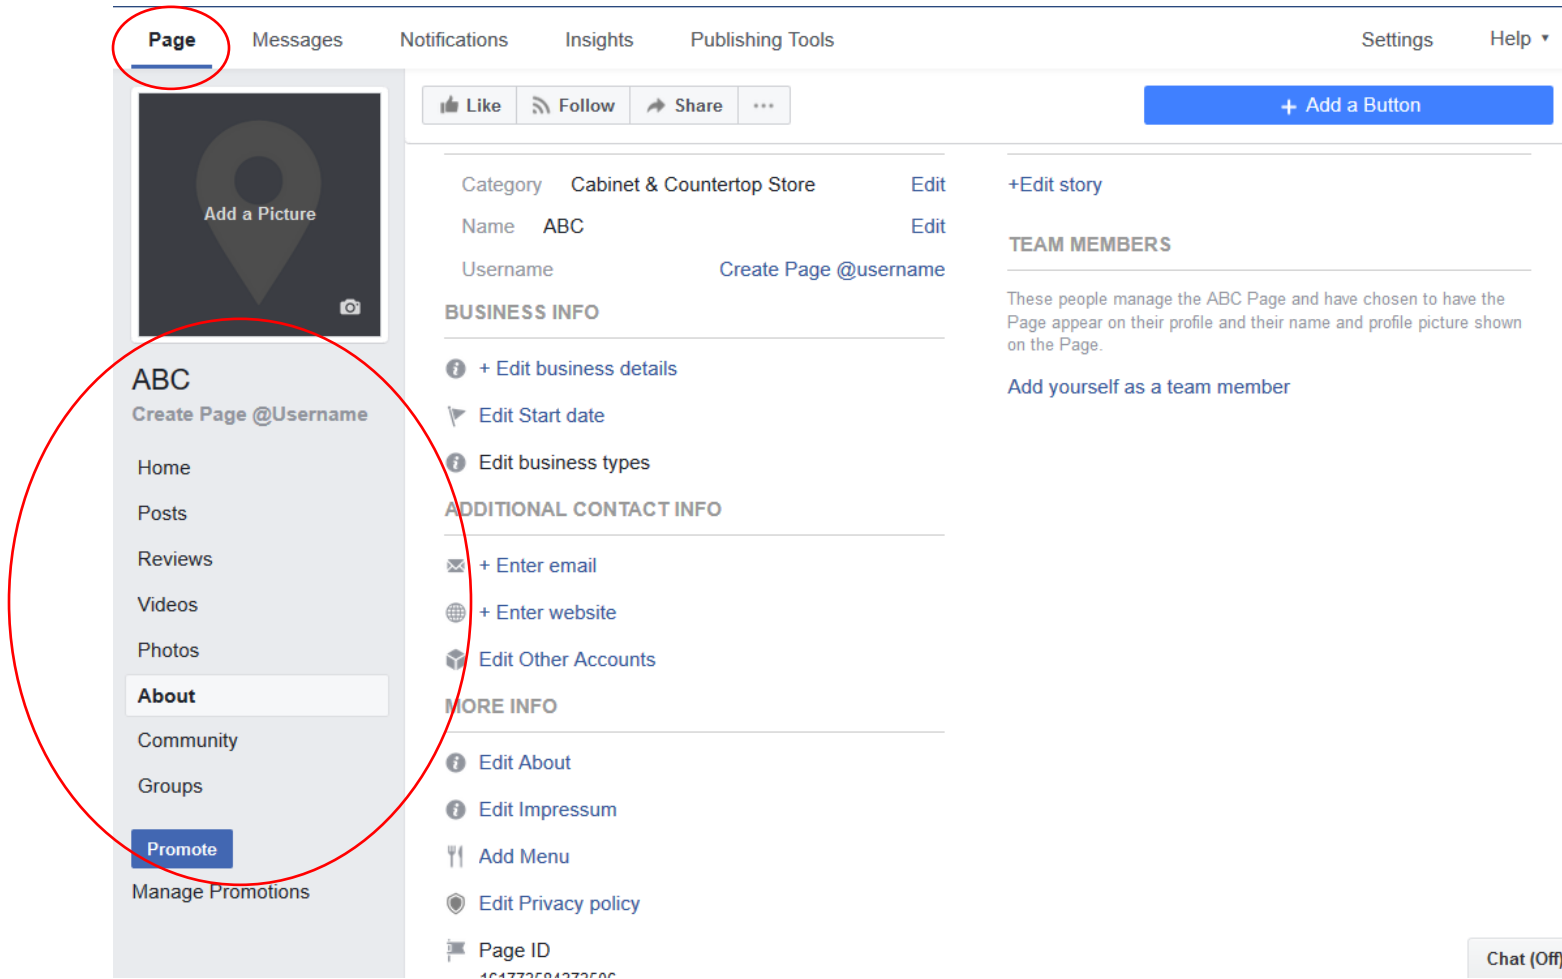 Page Messages Notifications Insights Publishing Tools Settings Help
Like Follow Share ... + Add a Button
Add a Picture
ABC
Create Page @Username
Home
Posts
Reviews
Videos
Photos
About
Community
Groups
Promote
Manage Promotions
Category Cabinet & Countertop Store Edit
Name ABC Edit
Username Create Page @username
BUSINESS INFO
+ Edit business details
Edit Start date
Edit business types
ADDITIONAL CONTACT INFO
+ Enter email
+ Enter website
Edit Other Accounts
MORE INFO
Edit About
Edit Impressum
Add Menu
Edit Privacy policy
Page ID
+Edit story
TEAM MEMBERS
These people manage the ABC Page and have chosen to have the
Page appear on their profile and their name and profile picture shown
on the Page.
Add yourself as a team member
Chat (Off)